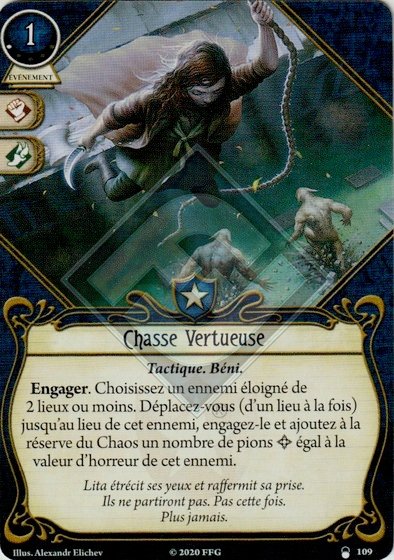 1
ÉVÉNEMENT
Chasse Vertueuse
Tactique. Béni.
Engager. Choisissez un ennemi éloigné de
2 lieux ou moins. Déplacez-vous (d'un lieu à la fois)
jusqu'au lieu de cet ennemi, engagez-le et ajoutez à la
réserve du Chaos un nombre de pions égal à la
valeur d'horreur de cet ennemi.
Lita étrécit ses yeux et raffermit sa prise.
Ils ne partiront pas. Pas cette fois.
Plus jamais.
Illus. Alexandr Elichev © 2020 FFG 109